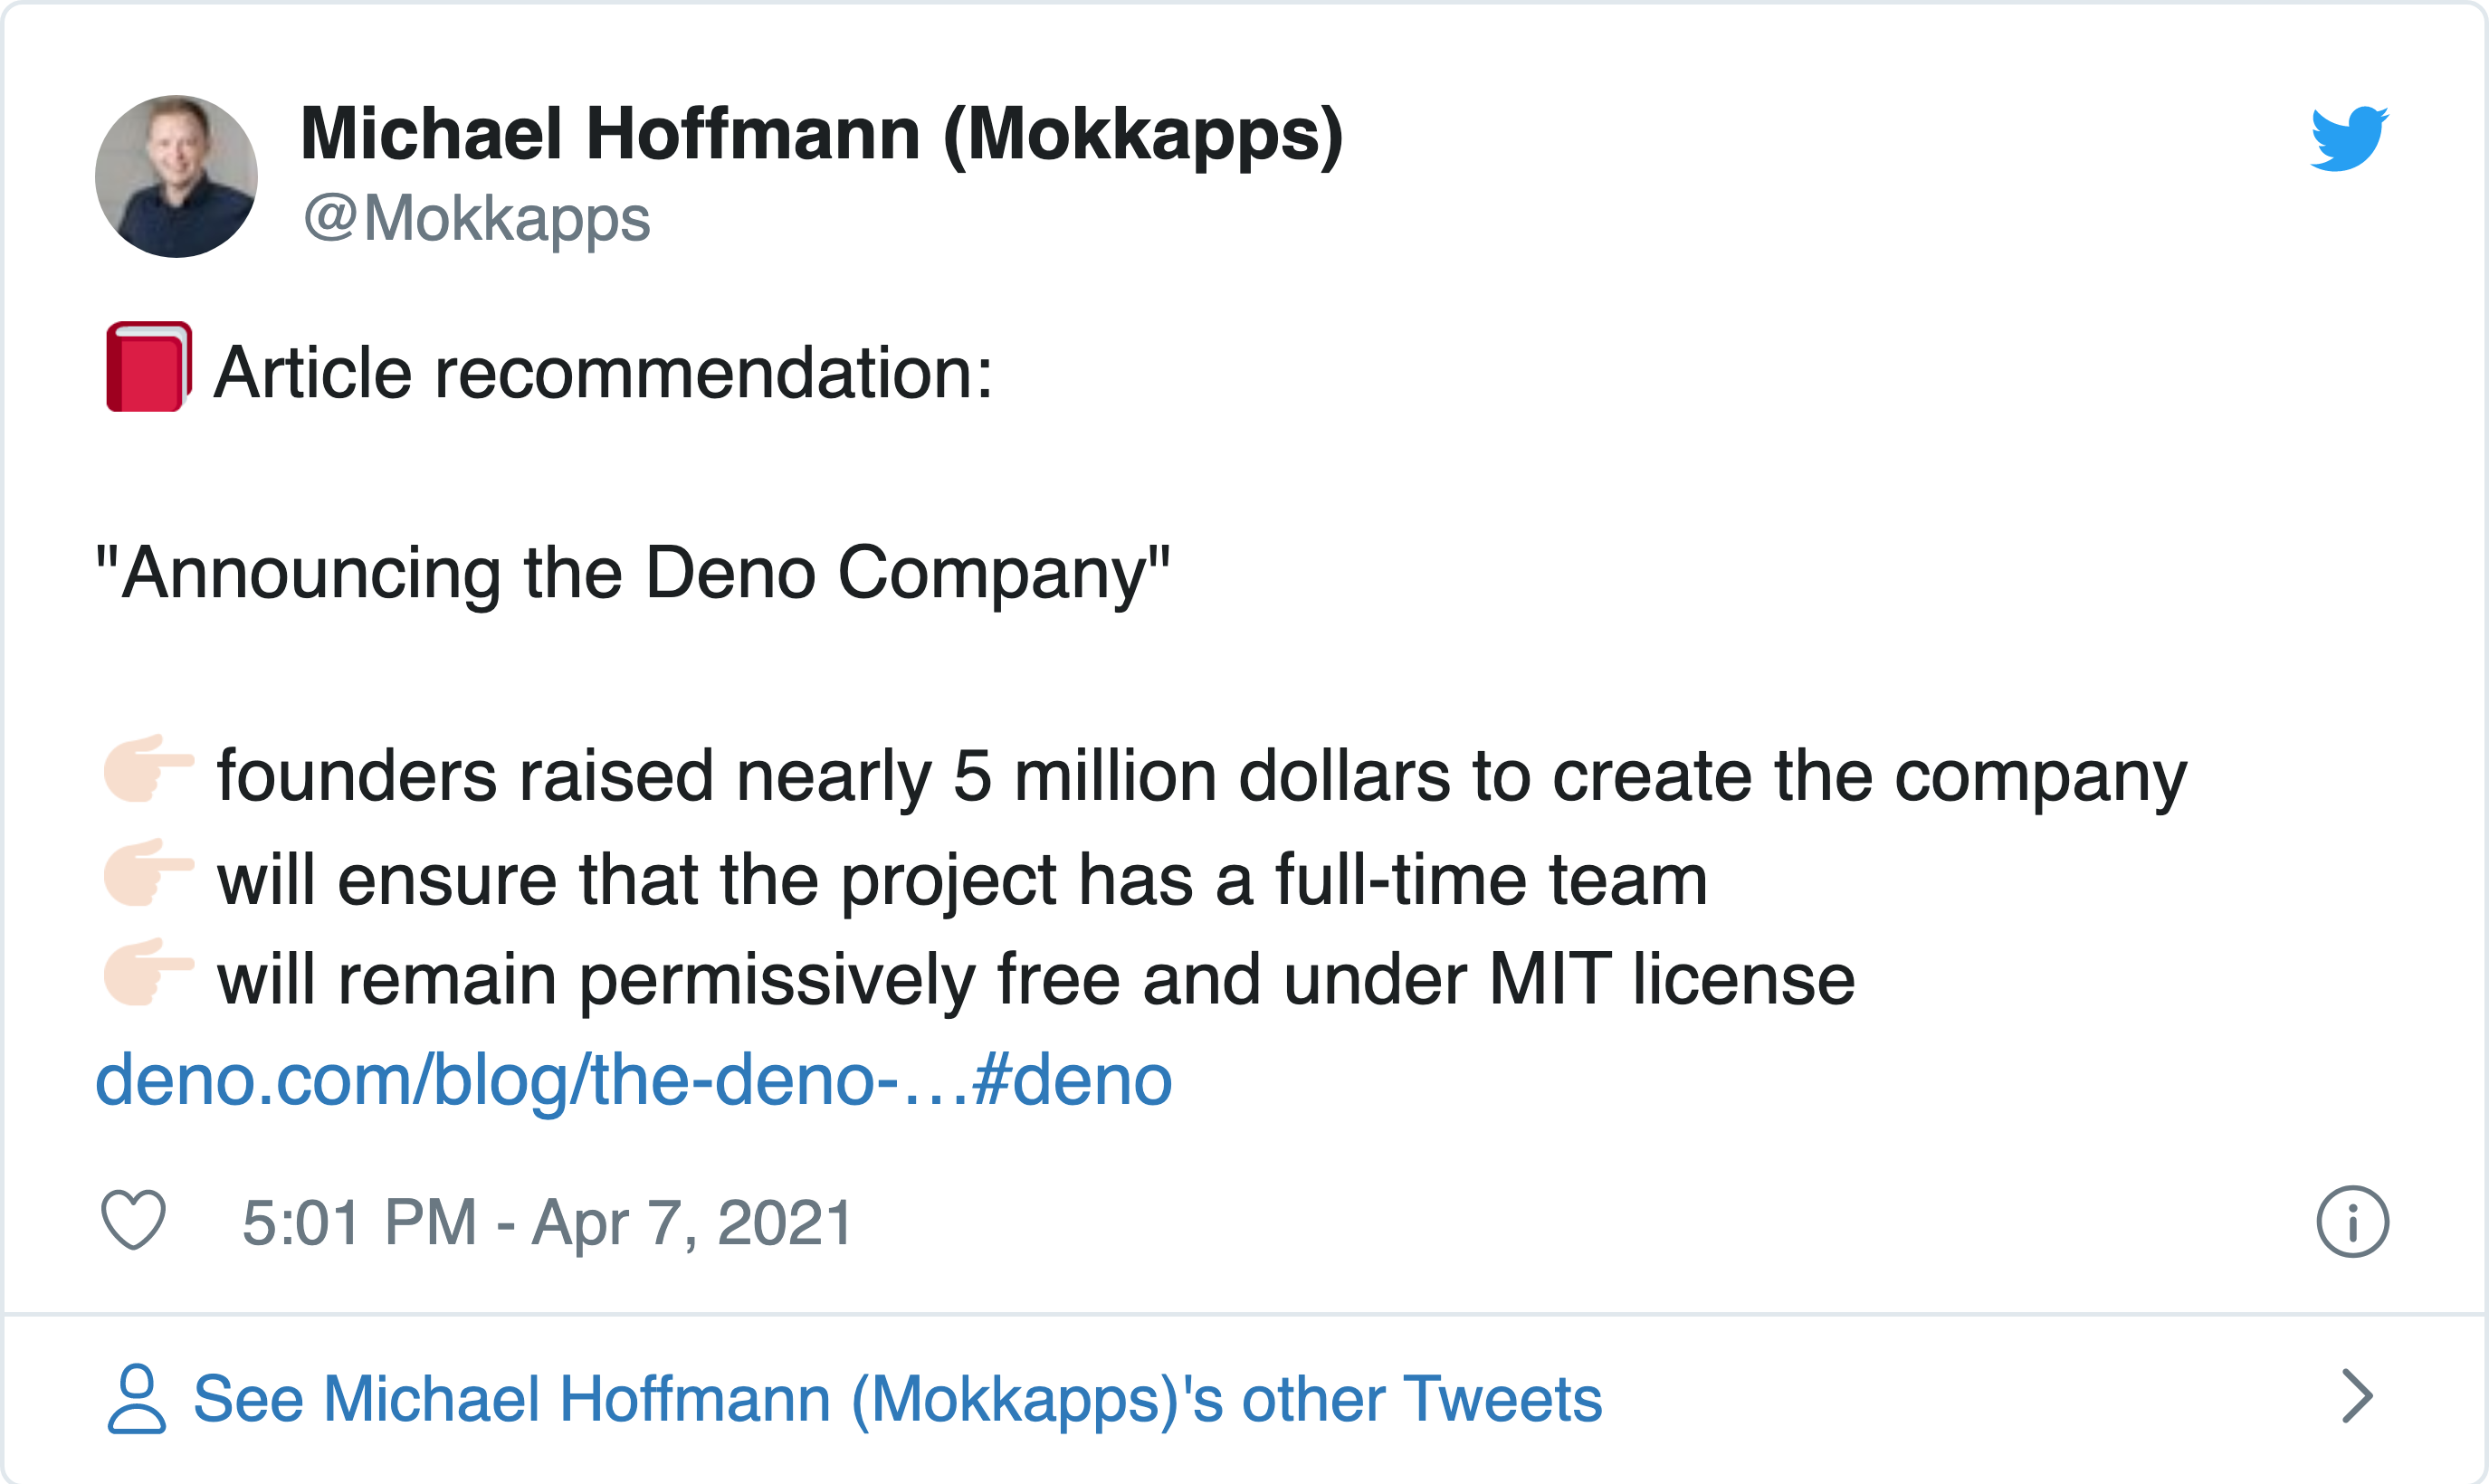 Michael Hoffmann (Mokkapps)
@Mokkapps
📕 Article recommendation:
"Announcing the Deno Company"
👉🏻 founders raised nearly 5 million dollars to create the company
👉🏻 will ensure that the project has a full-time team
👉🏻 will remain permissively free and under MIT license
deno.com/blog/the-deno-…#deno
5:01 PM - Apr 7, 2021
See Michael Hoffmann (Mokkapps)'s other Tweets